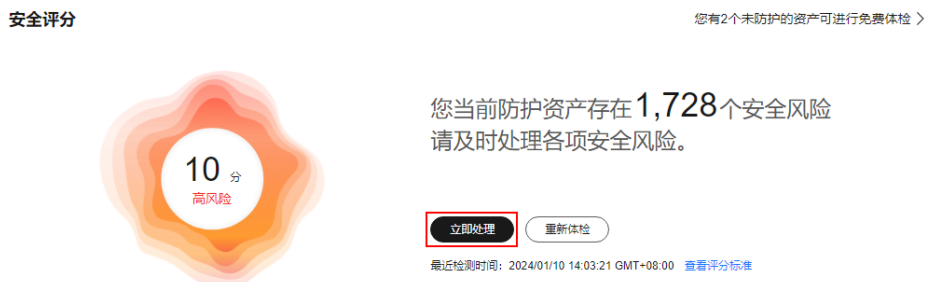 安全评分
您有2个未防护的资产可进行免费体检 >
您当前防护资产存在1,728个安全风险
请及时处理各项安全风险。
10 分
高风险
立即处理 重新体检
最近检测时间：2024/01/10 14:03:21 GMT+08:00 查看评分标准